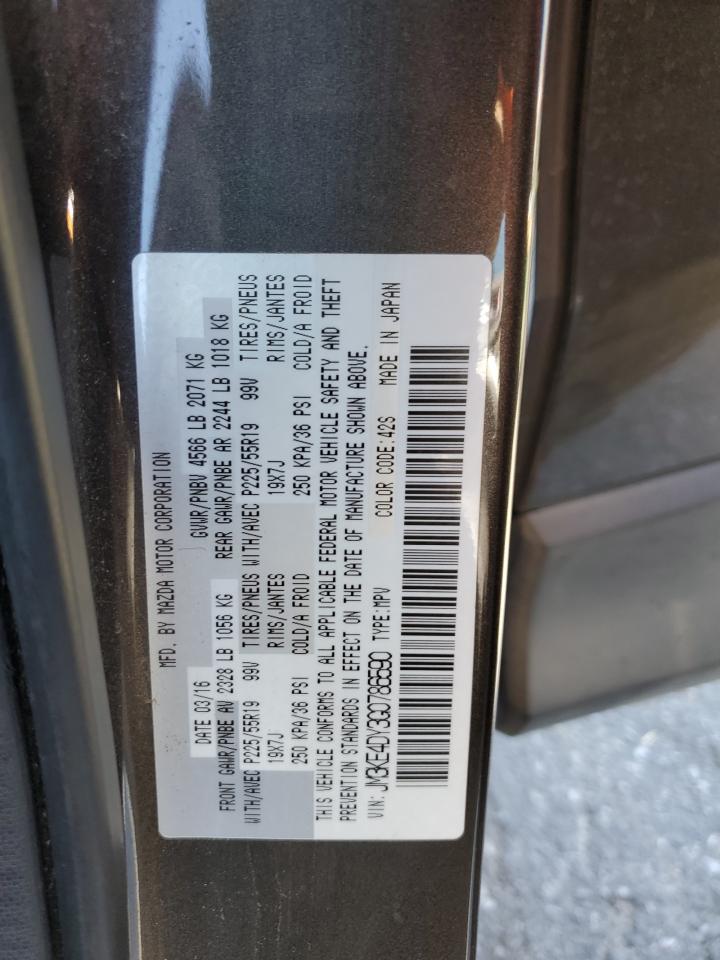 MFD. BY MAZDA MOTOR CORPORATION
DATE 03/16 GVWR/PNBV 4566 LB 2071 KG
FRONT GAWR/PNBE AV 2328 LB 1056 KG REAR GAWR/PNBE AR 2244 LB 1018 KG
WITH/AVEC P225/55R19 99V TIRES/PNEUS WITH/AVEC P225/55R19 99V TIRES/PNEUS
19X7J RIMS/JANTES 19X7J RIMS/JANTES
250 KPA/36 PSI COLD/A FROID 250 KPA/36 PSI COLD/A FROID
THIS VEHICLE CONFORMS TO ALL APPLICABLE FEDERAL MOTOR VEHICLE SAFETY AND THEFT
PREVENTION STANDARDS IN EFFECT ON THE DATE OF MANUFACTURE SHOWN ABOVE.
VIN: JM3KE4DY3G0786590 TYPE:MPV COLOR CODE:42S MADE IN JAPAN